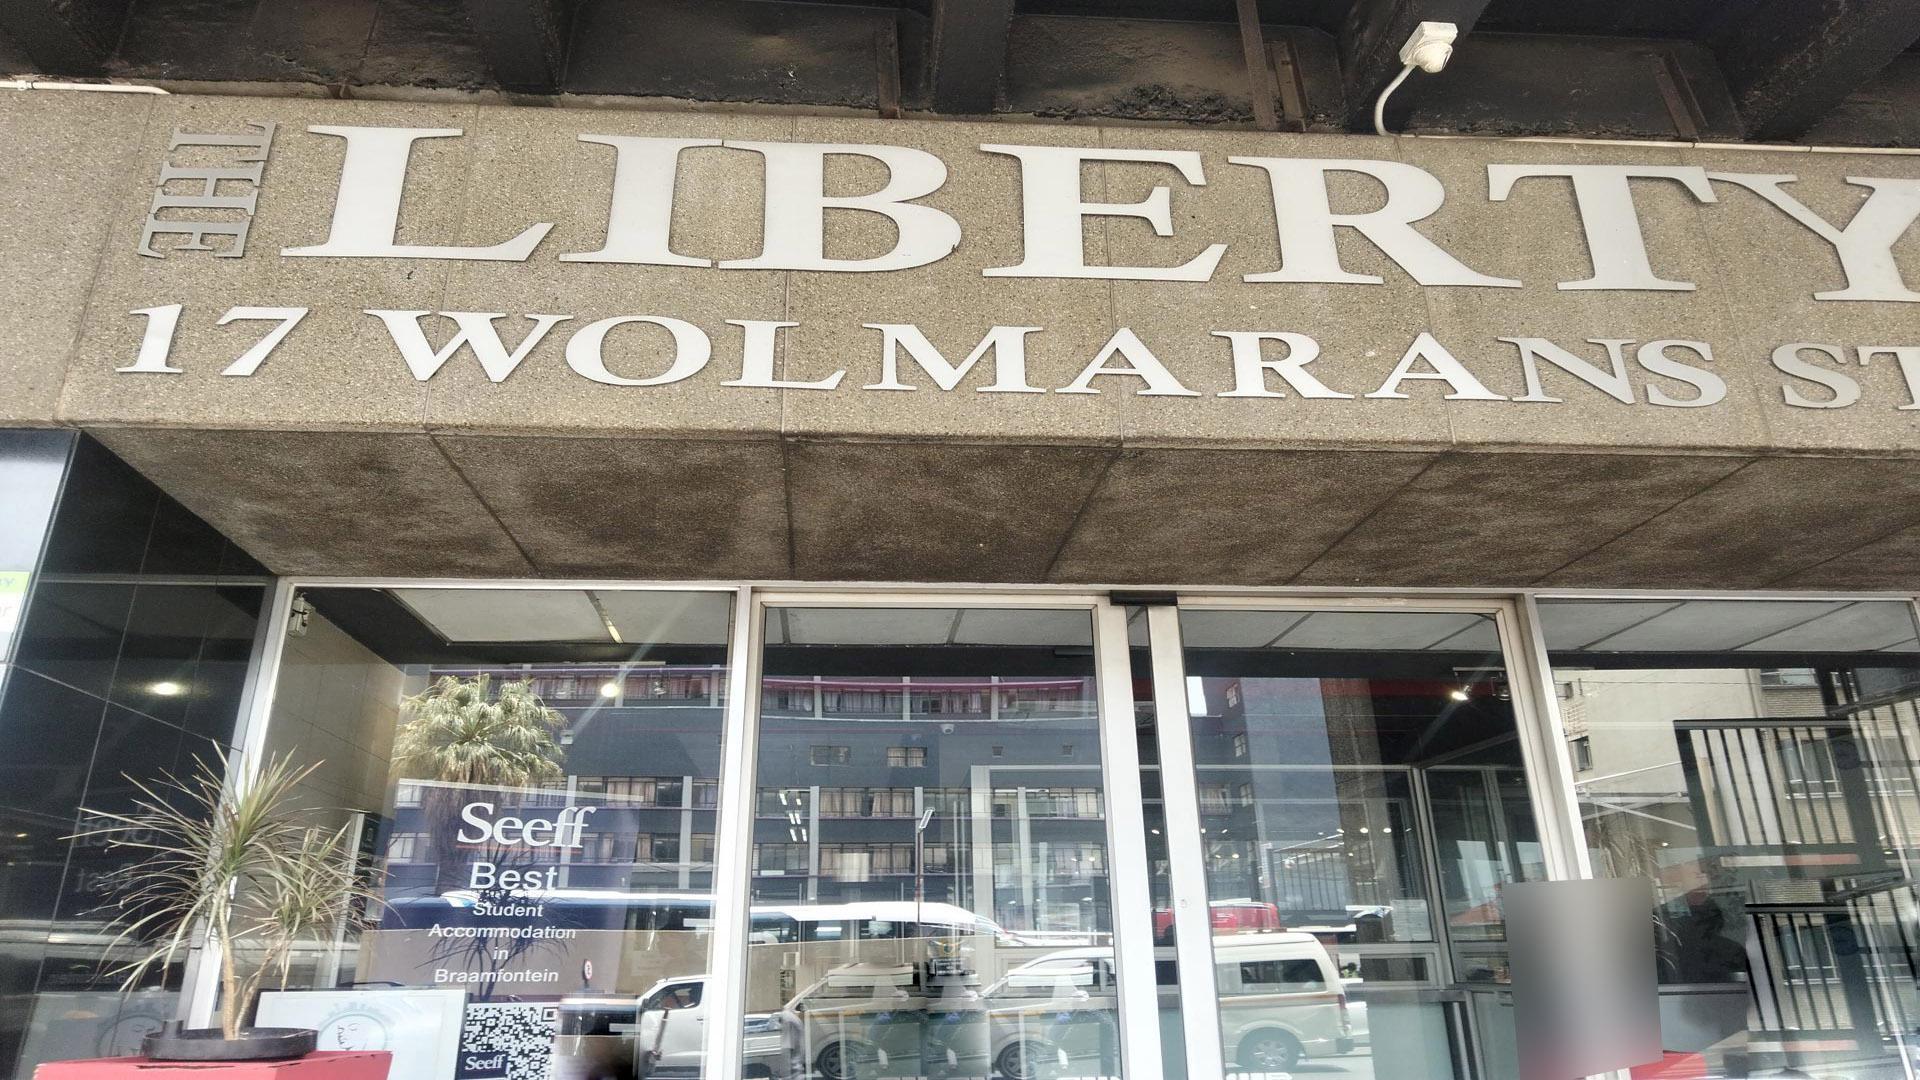 THE LIBERTY
17 WOLMARANS ST
Seeff
Best
Student
Accommodation
in
Braamfontein
Seeff